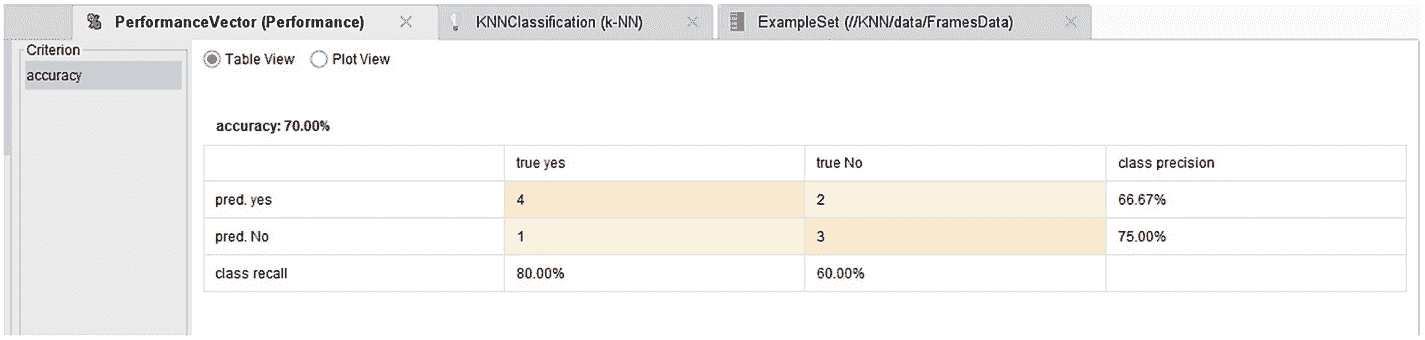 PerformanceVector (Performance) KNNClassification (k-NN) ExampleSet (//KNN/data/FramesData)
Criterion
accuracy
Table View Plot View
accuracy: 70.00%
true yes true No class precision
pred. yes 4 2 66.67%
pred. No 1 3 75.00%
class recall 80.00% 60.00%